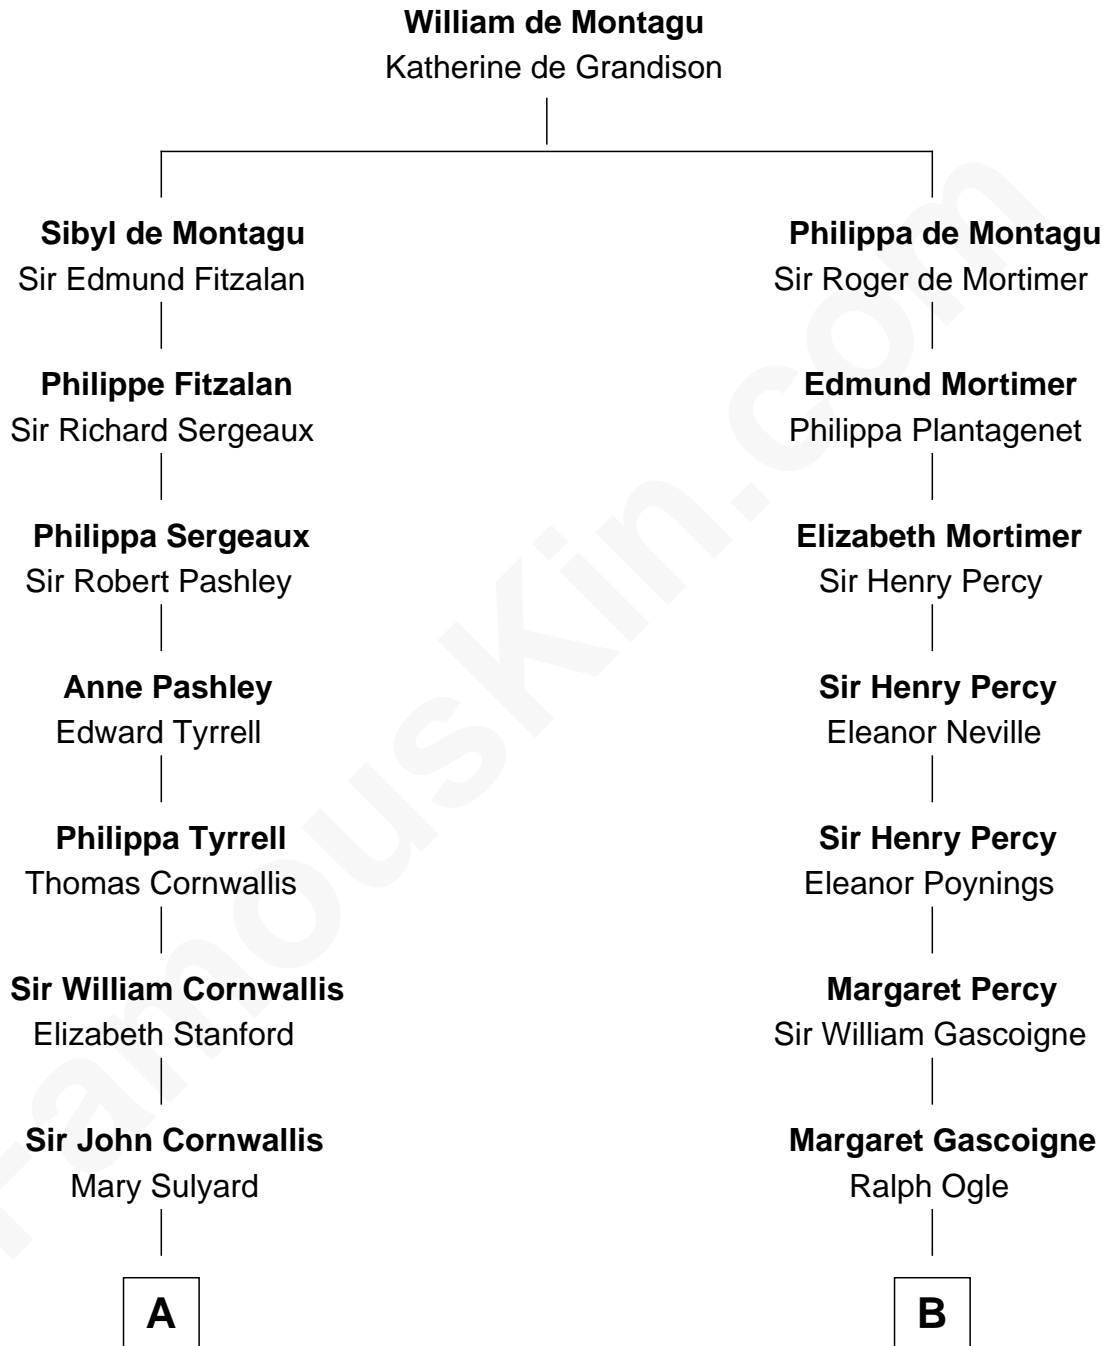 William de Montagu
Katherine de Grandison
Sibyl de Montagu
Sir Edmund Fitzalan
Philippa de Montagu
Sir Roger de Mortimer
Philippe Fitzalan
Sir Richard Sergeaux
Edmund Mortimer
Philippa Plantagenet
Philippa Sergeaux
Sir Robert Pashley
Elizabeth Mortimer
Sir Henry Percy
Anne Pashley
Edward Tyrrell
Sir Henry Percy
Eleanor Neville
Philippa Tyrrell
Thomas Cornwallis
Sir Henry Percy
Eleanor Poynings
Sir William Cornwallis
Elizabeth Stanford
Margaret Percy
Sir William Gascoigne
Sir John Cornwallis
Mary Sulyard
Margaret Gascoigne
Ralph Ogle
A
B
FamousKin.com